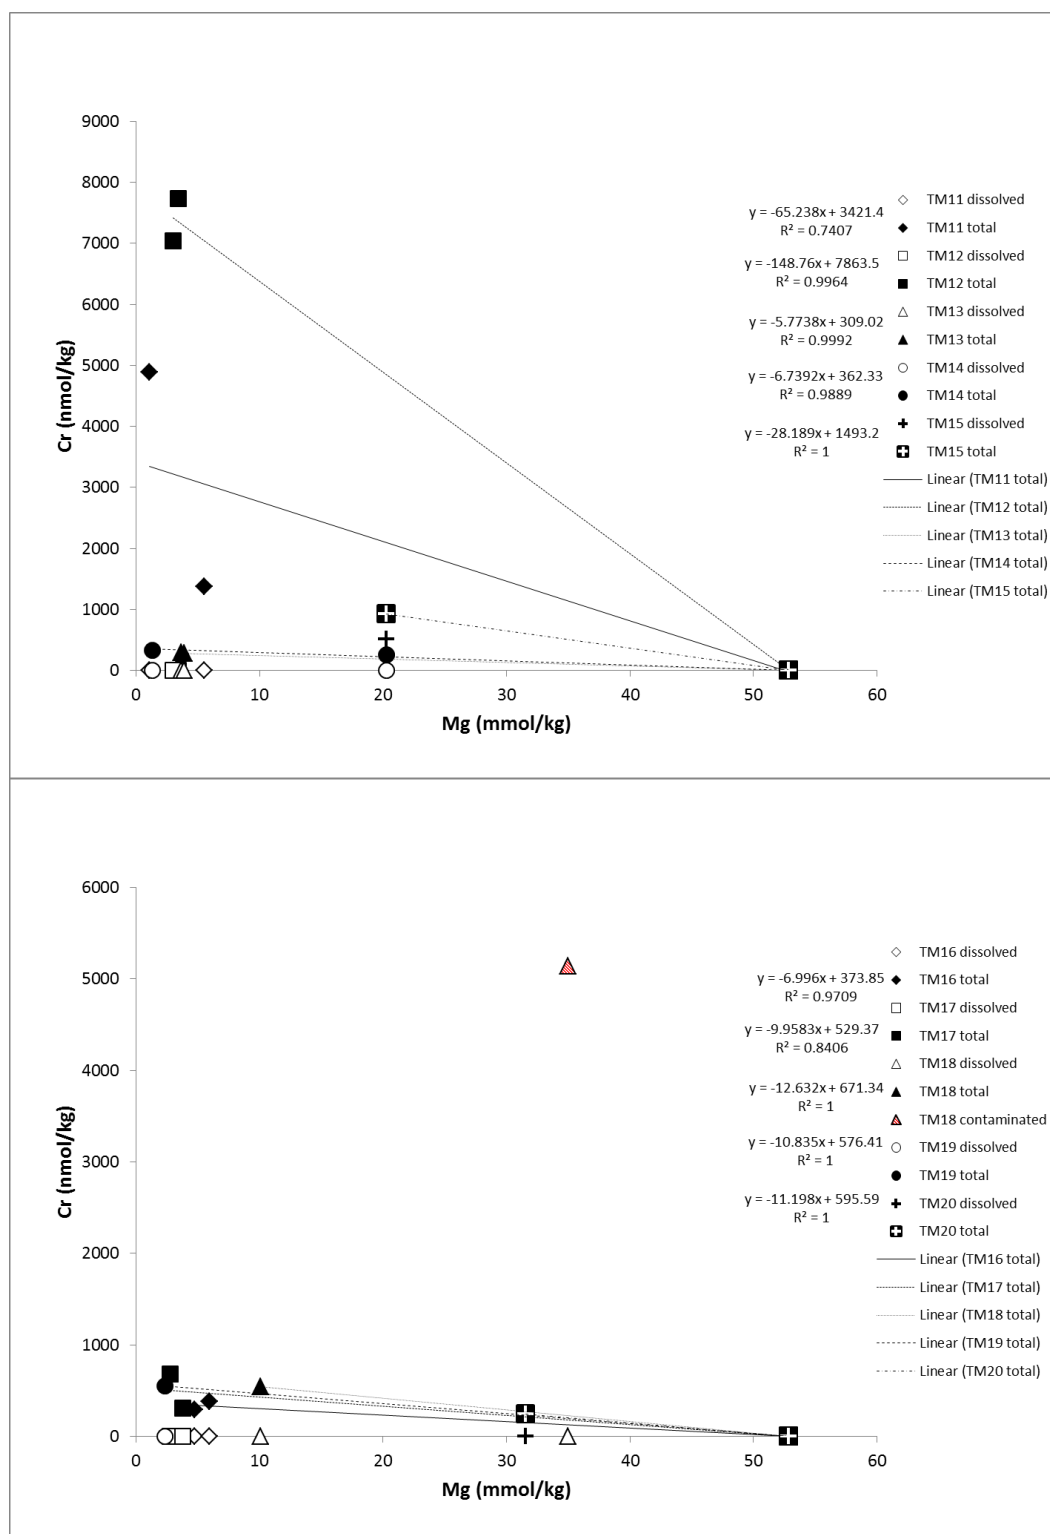 9000
8000
7000
6000
5000
4000
3000
2000
1000
0
Cr (nmol/kg)
0 10 20 30 40 50 60
Mg (mmol/kg)
y = -65.238x + 3421.4
R² = 0.7407
y = -148.76x + 7863.5
R² = 0.9964
y = -5.7738x + 309.02
R² = 0.9992
y = -6.7392x + 362.33
R² = 0.9889
y = -28.189x + 1493.2
R² = 1
TM11 dissolved
TM11 total
TM12 dissolved
TM12 total
TM13 dissolved
TM13 total
TM14 dissolved
TM14 total
TM15 dissolved
TM15 total
Linear (TM11 total)
Linear (TM12 total)
Linear (TM13 total)
Linear (TM14 total)
Linear (TM15 total)
6000
5000
4000
3000
2000
1000
0
Cr (nmol/kg)
0 10 20 30 40 50 60
Mg (mmol/kg)
y = -6.996x + 373.85
R² = 0.9709
y = -9.9583x + 529.37
R² = 0.8406
y = -12.632x + 671.34
R² = 1
y = -10.835x + 576.41
R² = 1
y = -11.198x + 595.59
R² = 1
TM16 dissolved
TM16 total
TM17 dissolved
TM17 total
TM18 dissolved
TM18 total
TM18 contaminated
TM19 dissolved
TM19 total
TM20 dissolved
TM20 total
Linear (TM16 total)
Linear (TM17 total)
Linear (TM18 total)
Linear (TM19 total)
Linear (TM20 total)